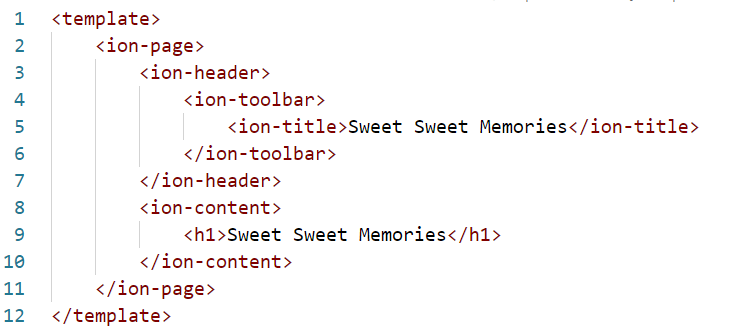 1 <template>
2 <ion-page>
3 <ion-header>
4 <ion-toolbar>
5 <ion-title>Sweet Sweet Memories</ion-title>
6 </ion-toolbar>
7 </ion-header>
8 <ion-content>
9 <h1>Sweet Sweet Memories</h1>
10 </ion-content>
11 </ion-page>
12 </template>